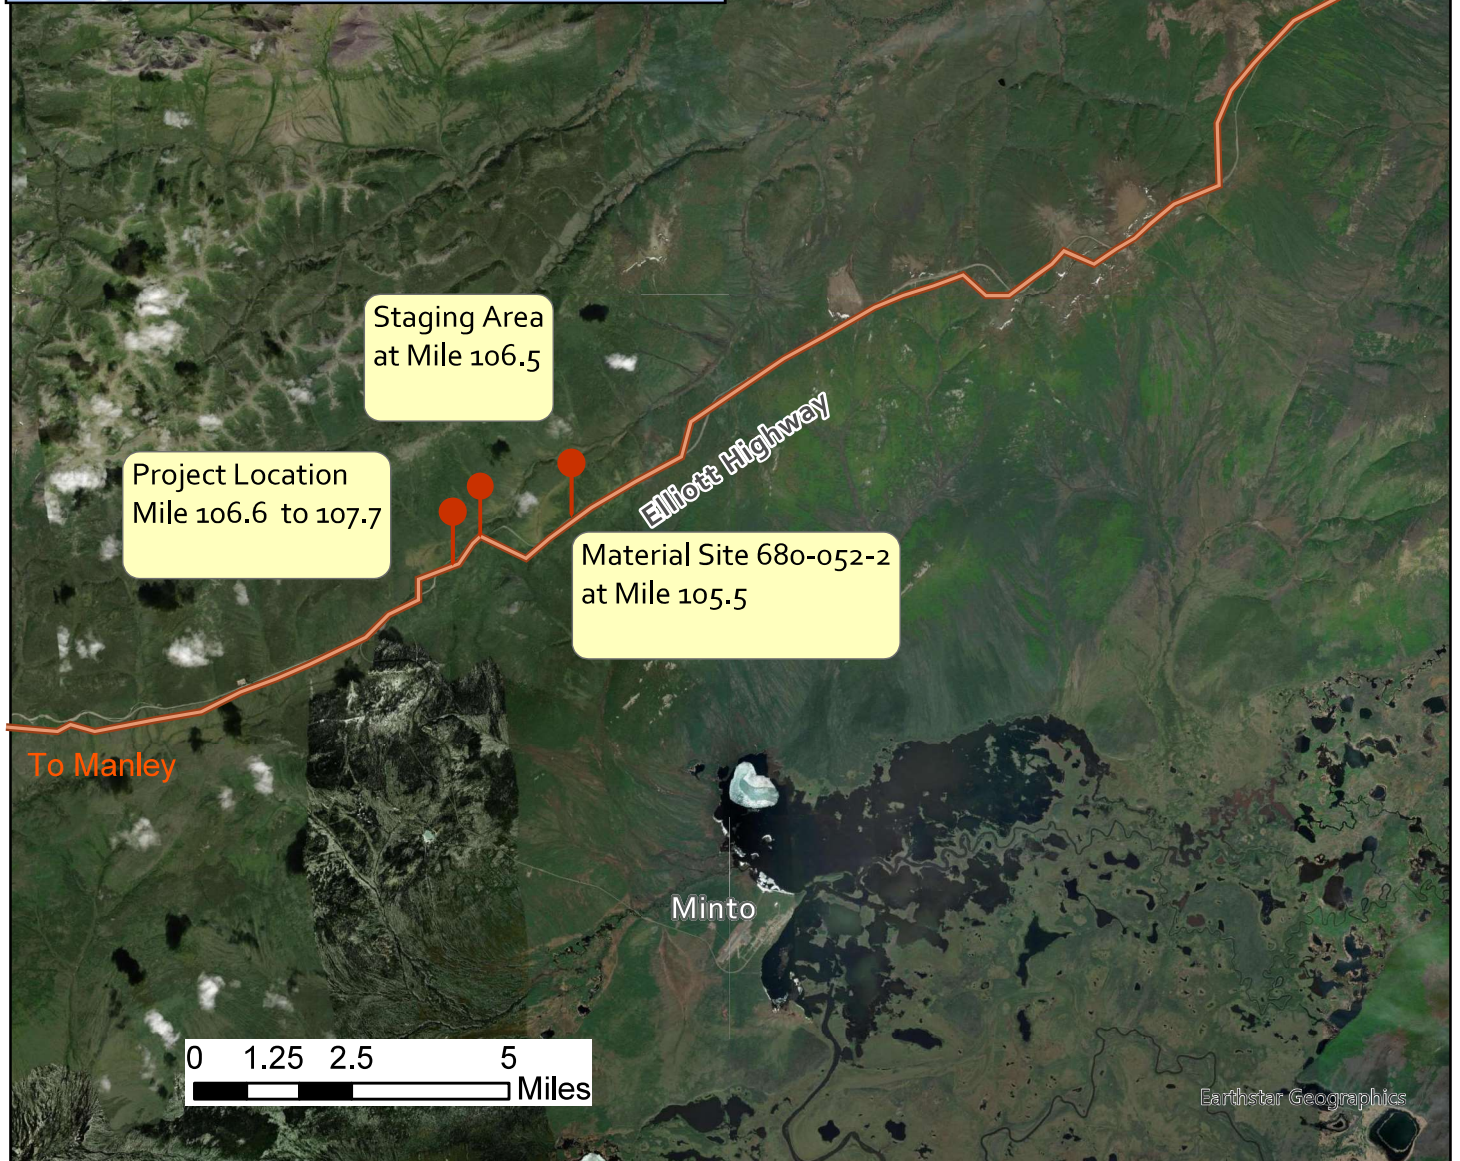 Staging Area
at Mile 106.5
Project Location
Mile 106.6 to 107.7
Elliott Highway
Material Site 680-052-2
at Mile 105.5
To Manley
Minto
0 1.25 2.5 5
Miles
Earthstar Geographics